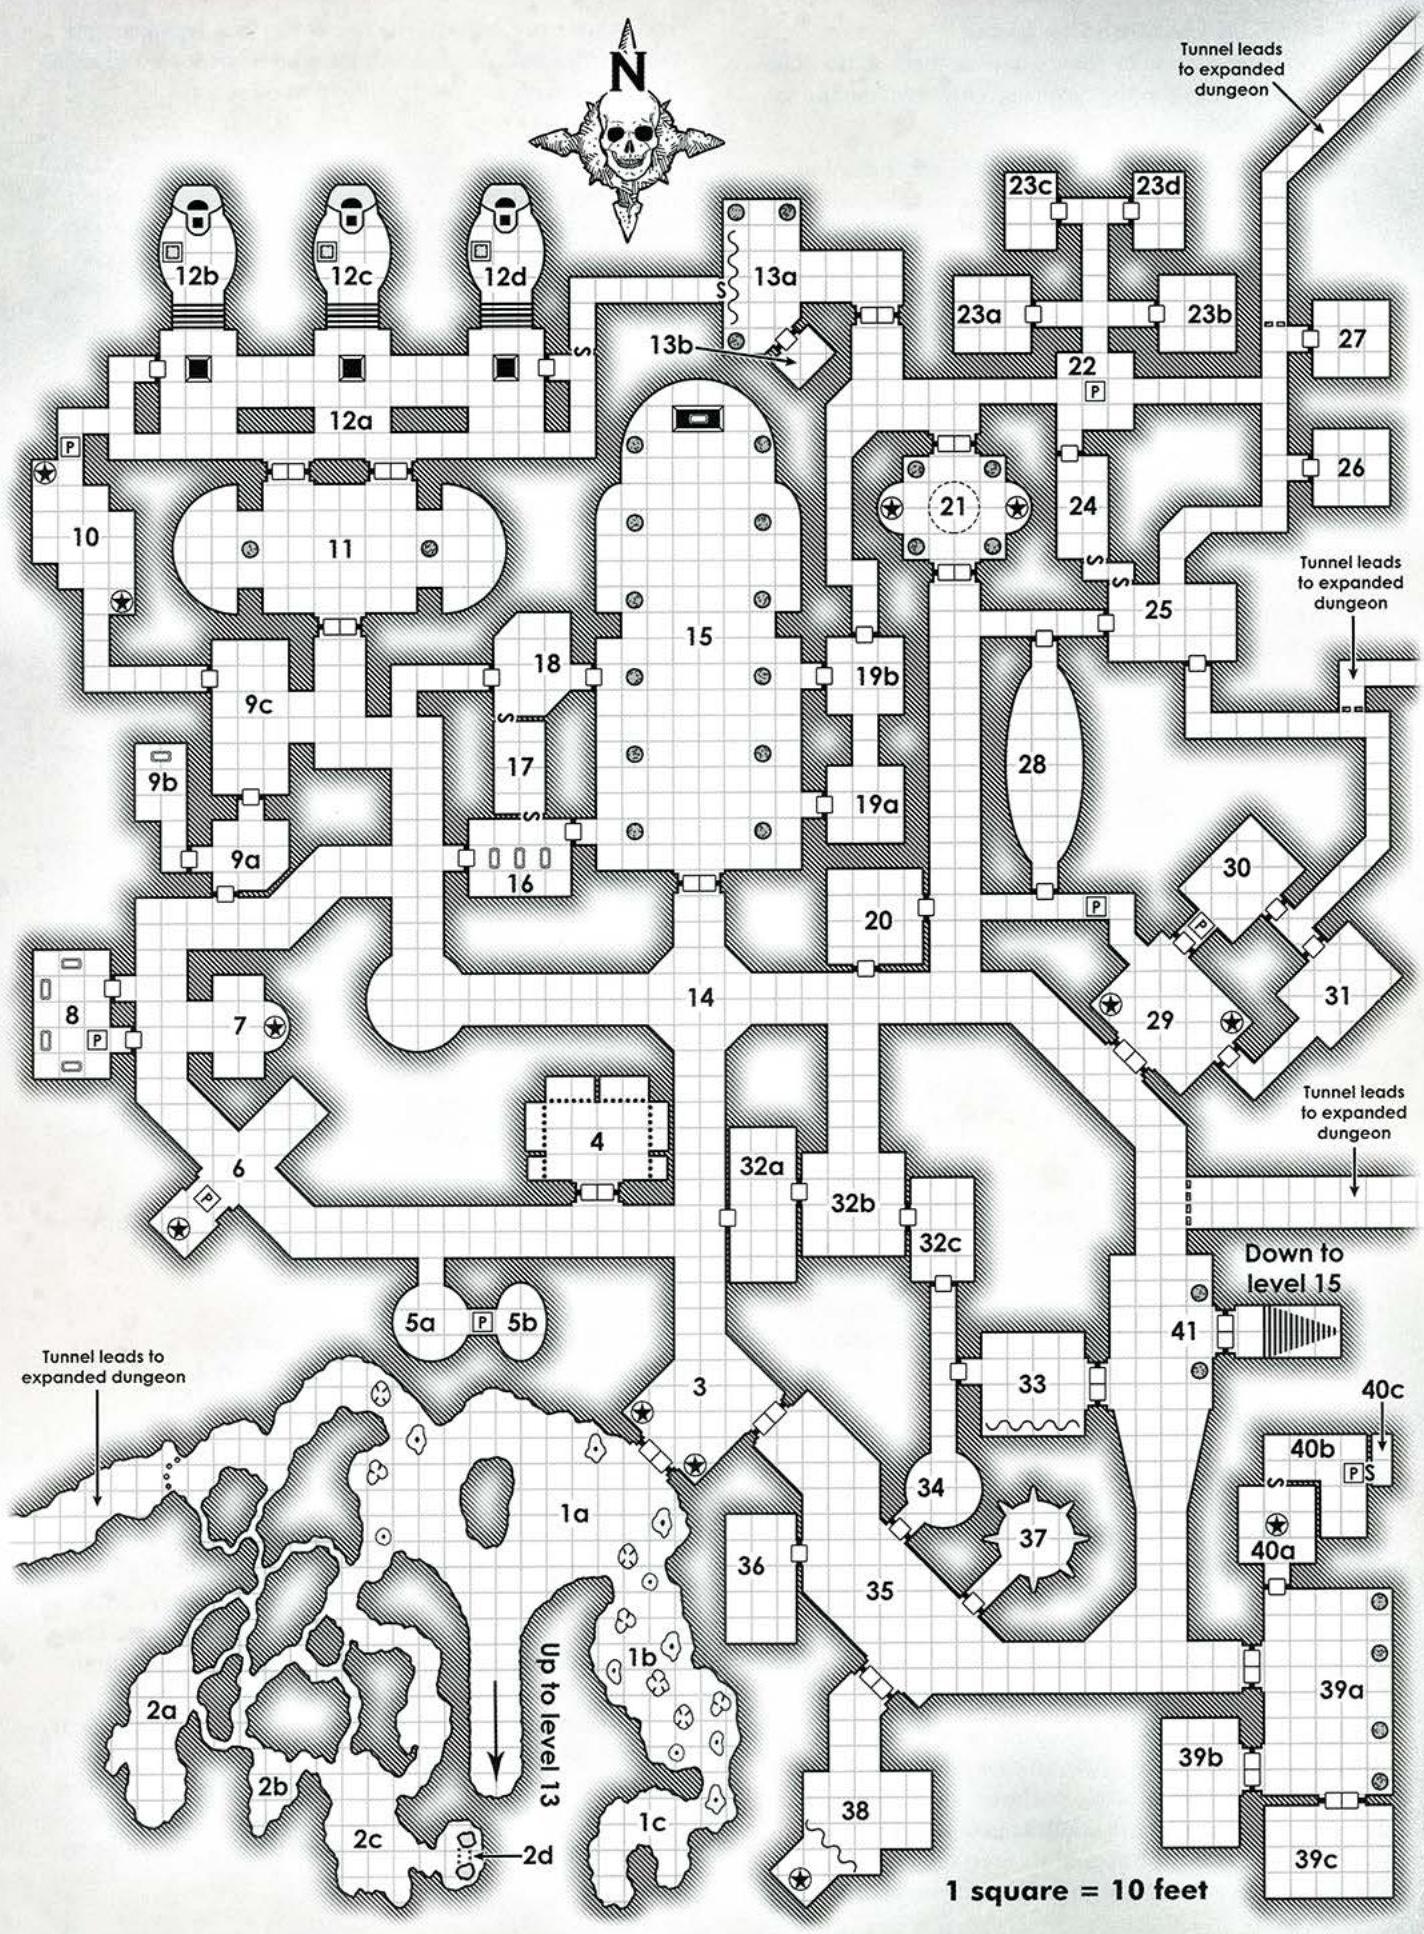 N
Tunnel leads
to expanded
dungeon
23c
23d
12b
12c
12d
13a
S
23a
23b
13b
S
27
22
P
12a
P
26
21
24
10
11
S
S
Tunnel leads
to expanded
dungeon
25
15
18
19b
9c
S
17
28
9b
S
19a
9a
16
30
20
P
P
14
31
8
7
29
P
4
Tunnel leads
to expanded
dungeon
32a
6
P
32b
32c
Down to
level 15
5a
P
5b
41
Tunnel leads to
expanded dungeon
3
33
40c
40b
P
S
S
34
1a
37
40a
36
35
1b
Up to level 13
2a
39a
39b
2b
38
1c
2c
2d
39c
1 square = 10 feet